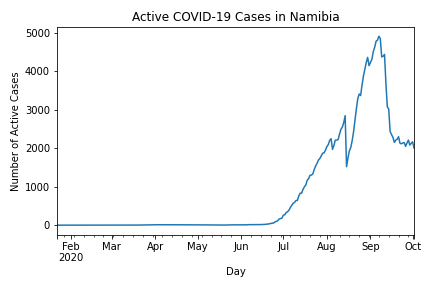 Active COVID-19 Cases in Namibia
Number of Active Cases
5000
4000
3000
2000
1000
0
Feb Mar Apr May Jun Jul Aug Sep Oct
2020
Day